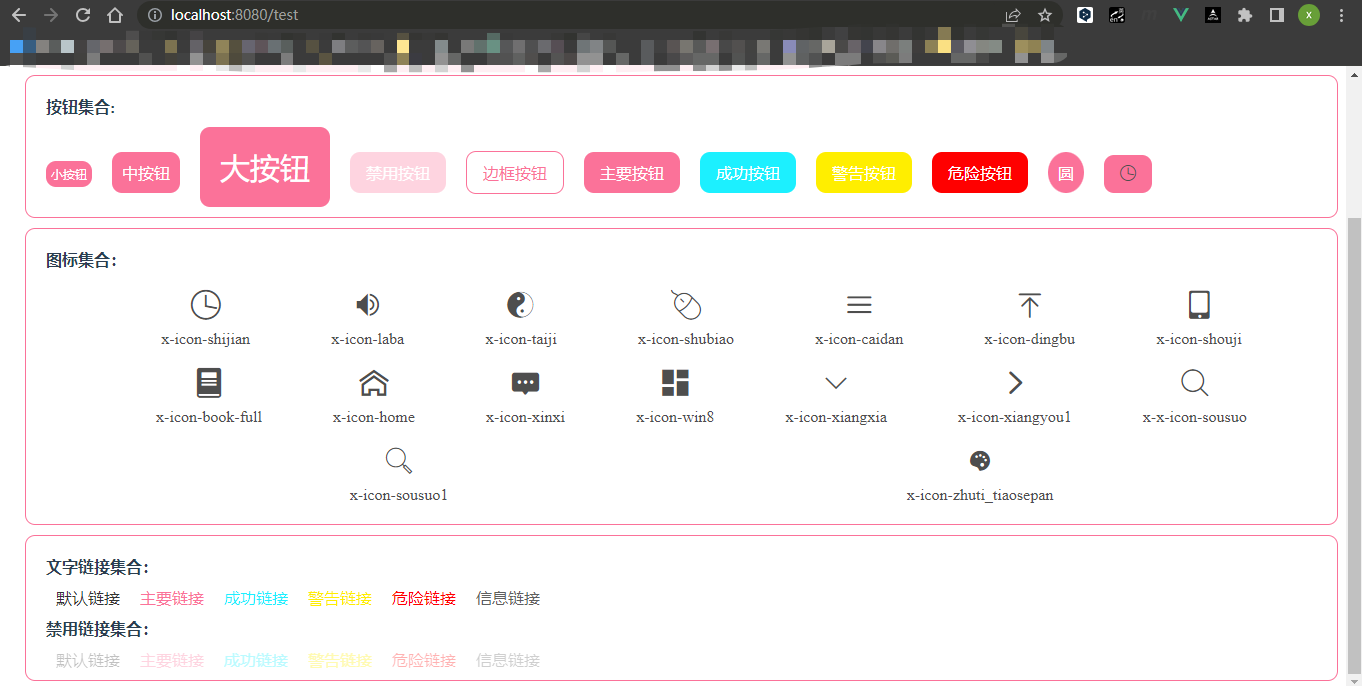 localhost:8080/test
x
按钮集合:
小按钮 中按钮 大按钮 禁用按钮 边框按钮 主要按钮 成功按钮 警告按钮 危险按钮 圆
图标集合:
x-icon-shijian x-icon-laba x-icon-taiji x-icon-shubiao x-icon-caidan x-icon-dingbu x-icon-shouji
x-icon-book-full x-icon-home x-icon-xinxi x-icon-win8 x-icon-xiangxia x-icon-xiangyou1 x-x-icon-sousuo
x-icon-sousuo1 x-icon-zhuti_tiaosepan
文字链接集合:
默认链接 主要链接 成功链接 警告链接 危险链接 信息链接
禁用链接集合:
默认链接 主要链接 成功链接 警告链接 危险链接 信息链接